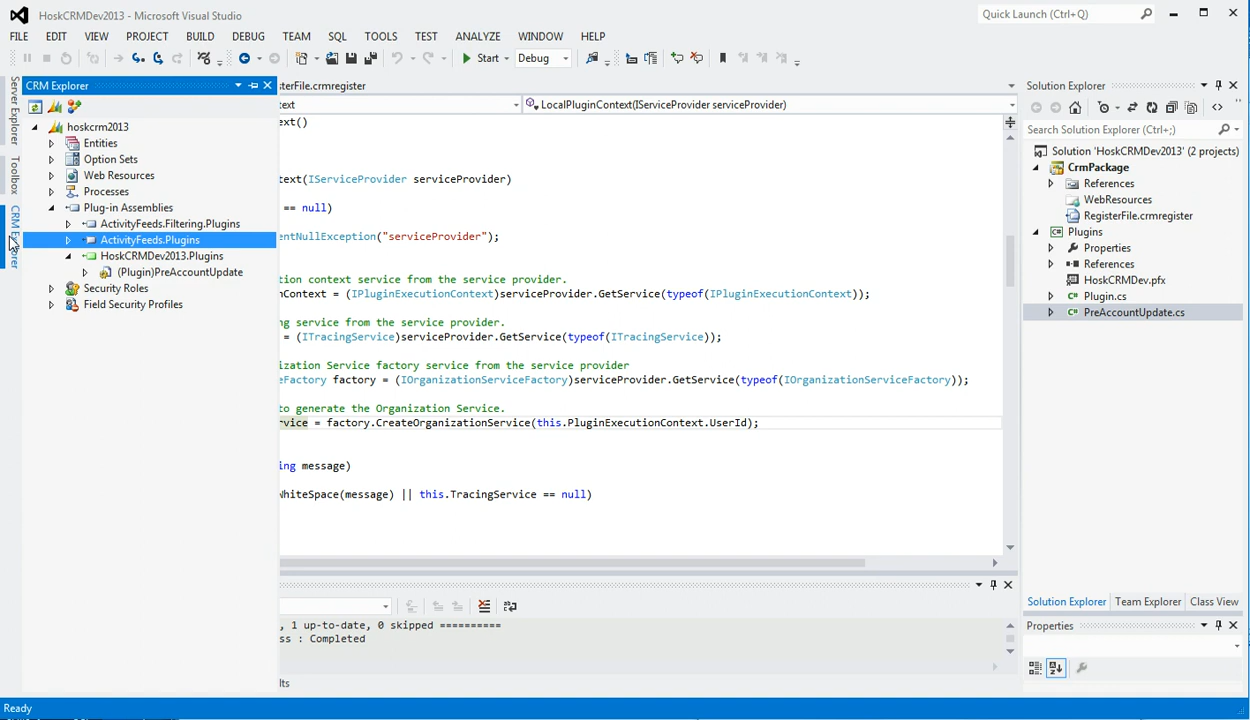 HoskCRMDev2013 - Microsoft Visual Studio
Quick Launch (Ctrl+Q)
FILE EDIT VIEW PROJECT BUILD DEBUG TEAM SQL TOOLS TEST ANALYZE WINDOW HELP
Start Debug
Server Explorer
Toolbox
CRM Explorer
CRM Explorer
hoskcrm2013
Entities
Option Sets
Web Resources
Processes
Plug-in Assemblies
ActivityFeeds.Filtering.Plugins
ActivityFeeds.Plugins
HoskCRMDev2013.Plugins
(Plugin)PreAccountUpdate
Security Roles
Field Security Profiles
sterFile.crmregister
text
LocalPluginContext(IServiceProvider serviceProvider)
ext()
text(IServiceProvider serviceProvider)
== null)
entNullException("serviceProvider");
tion context service from the service provider.
nContext = (IPluginExecutionContext)serviceProvider.GetService(typeof(IPluginExecutionContext));
ng service from the service provider.
= (ITracingService)serviceProvider.GetService(typeof(ITracingService));
ization Service factory service from the service provider
eFactory factory = (IOrganizationServiceFactory)serviceProvider.GetService(typeof(IOrganizationServiceFactory));
to generate the Organization Service.
rvice = factory.CreateOrganizationService(this.PluginExecutionContext.UserId);
ing message)
WhiteSpace(message) || this.TracingService == null)
, 1 up-to-date, 0 skipped ==========
ss : Completed
lts
Solution Explorer
Search Solution Explorer (Ctrl+;)
Solution 'HoskCRMDev2013' (2 projects)
CrmPackage
References
WebResources
RegisterFile.crmregister
Plugins
Properties
References
HoskCRMDev.pfx
Plugin.cs
PreAccountUpdate.cs
Solution Explorer Team Explorer Class View
Properties
Ready